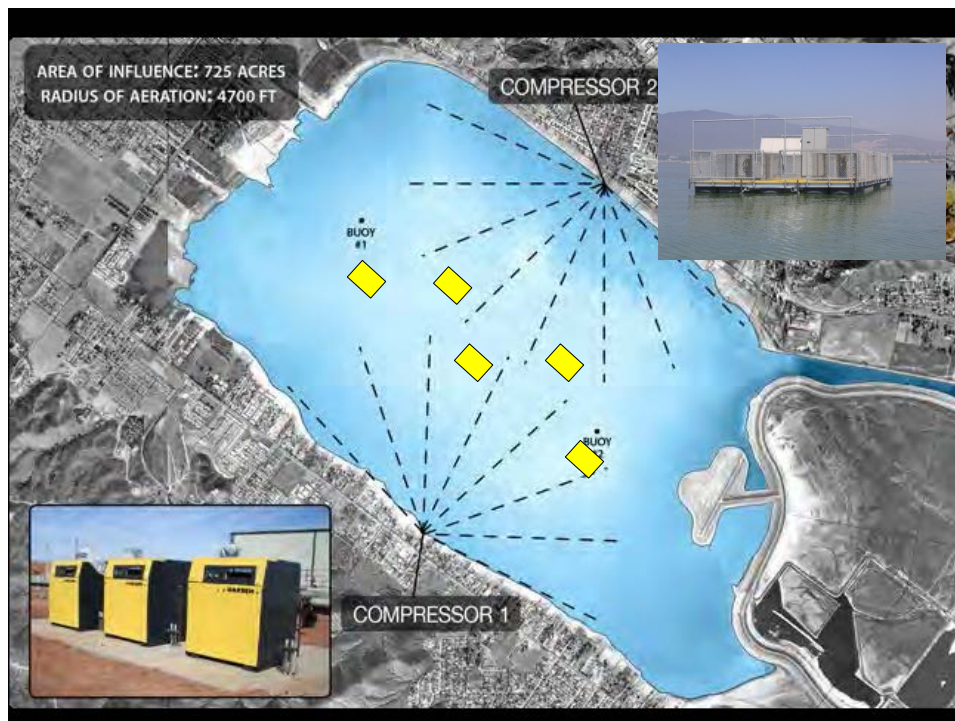 AREA OF INFLUENCE: 725 ACRES
RADIUS OF AERATION: 4700 FT
COMPRESSOR 2
BUOY
#1
BUOY
COMPRESSOR 1